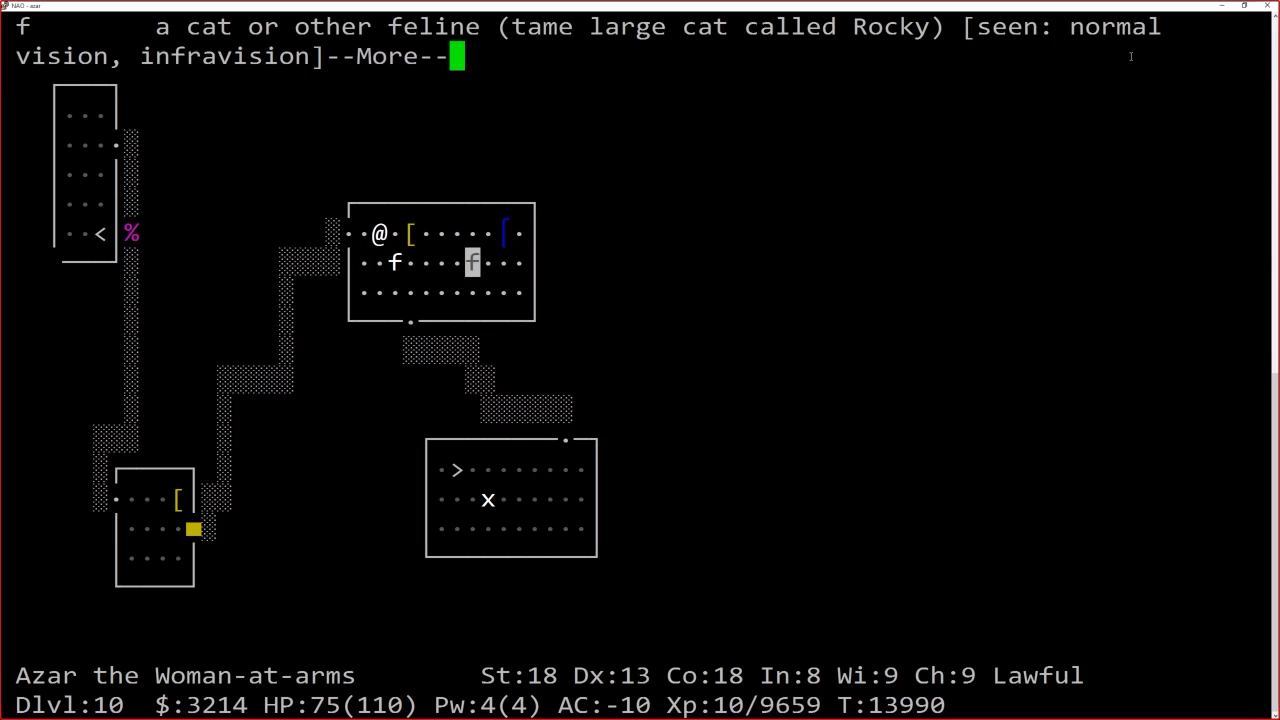 NAO - azar
f a cat or other feline (tame large cat called Rocky) [seen: normal
vision, infravision]--More--
. . .
. . . .
. . .
. . .
. . < %
. . @ . [ . . . . . ⌠ .
. . f . . . . f . . .
. . . . . . . . . . .
.
.
. > . . . . . . . .
. . . . [
. . . x . . . . . .
. . . .
. . . . . . . . . .
. . . .
Azar the Woman-at-arms St:18 Dx:13 Co:18 In:8 Wi:9 Ch:9 Lawful
Dlvl:10 $:3214 HP:75(110) Pw:4(4) AC:-10 Xp:10/9659 T:13990